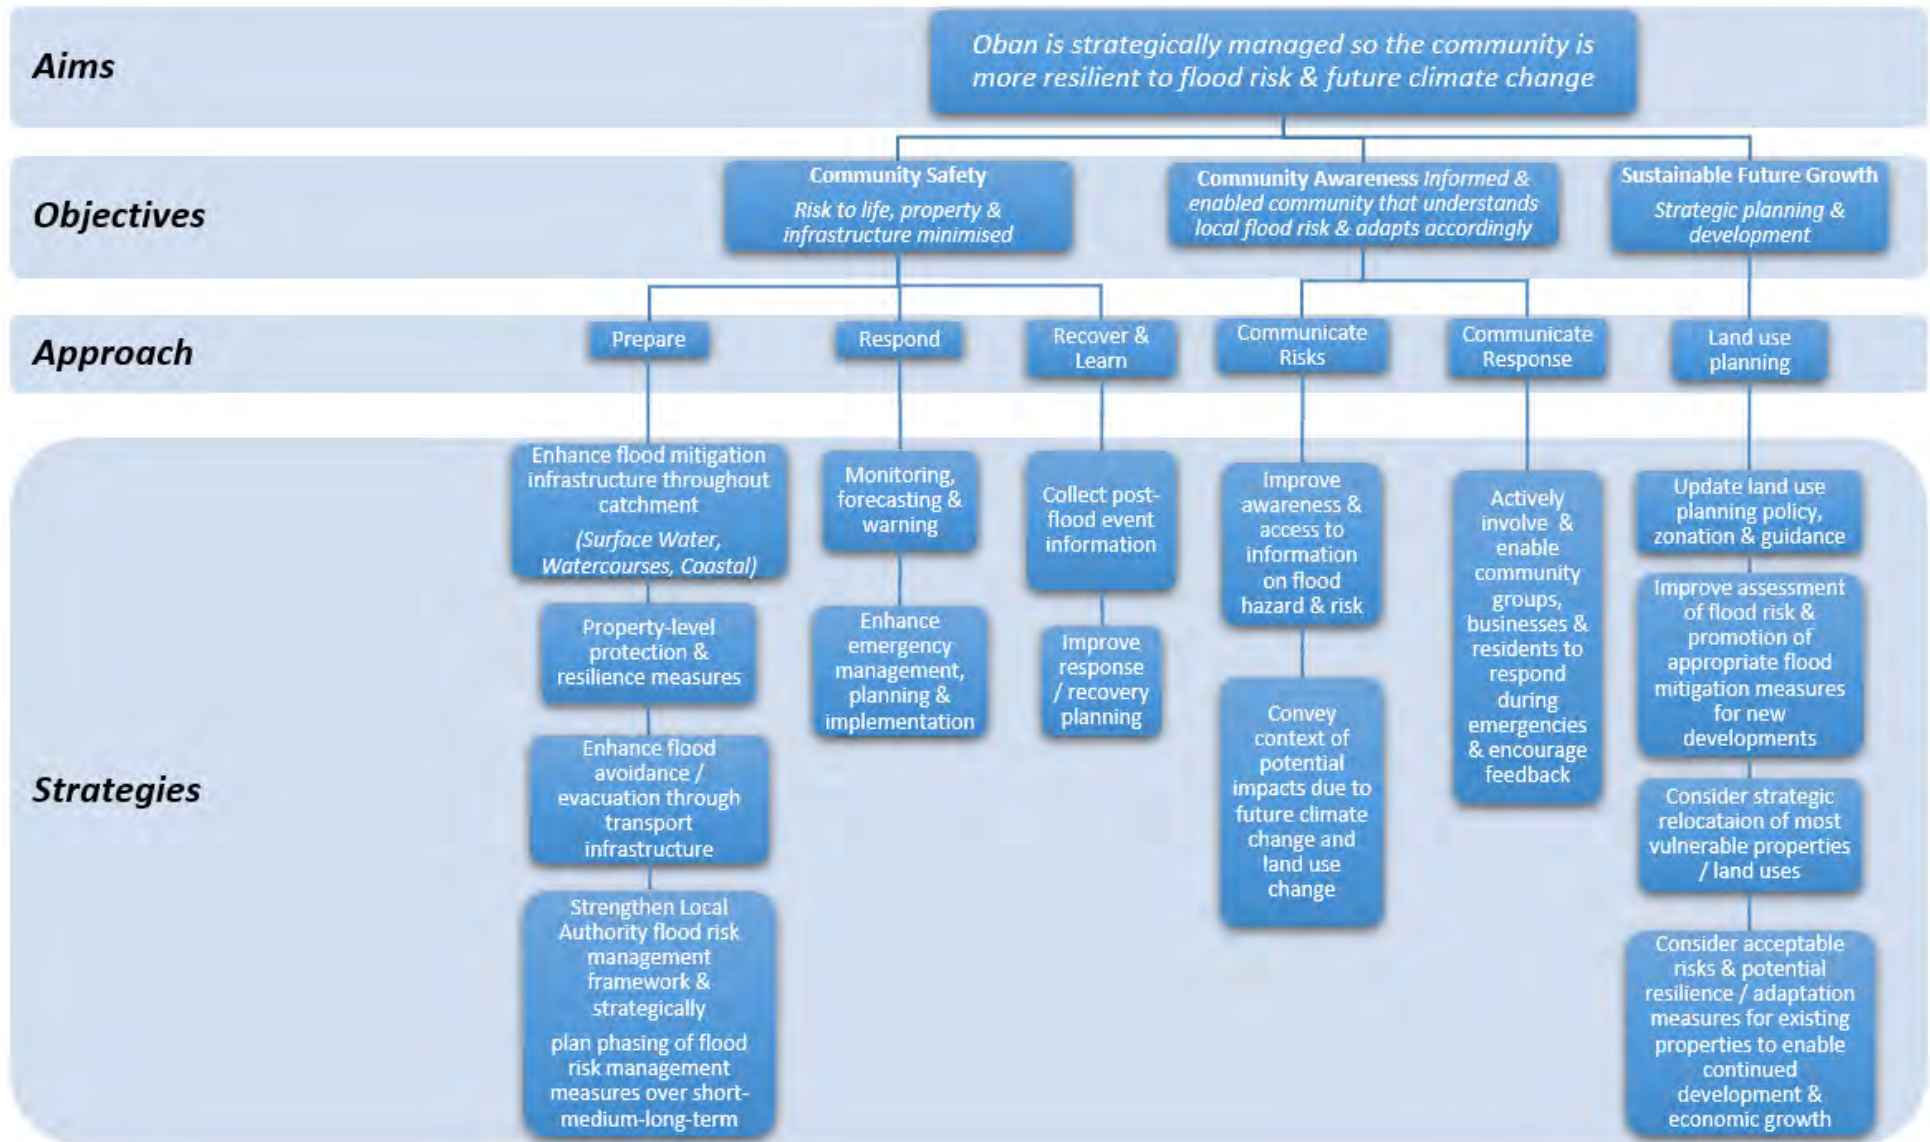 Aims
Oban is strategically managed so the community is
more resilient to flood risk & future climate change
Objectives
Community Safety
Risk to life, property &
infrastructure minimised
Community Awareness Informed &
enabled community that understands
local flood risk & adapts accordingly
Sustainable Future Growth
Strategic planning &
development
Approach
Prepare
Respond
Recover &
Learn
Communicate
Risks
Communicate
Response
Land use
planning
Strategies
Enhance flood mitigation
infrastructure throughout
catchment
(Surface Water,
Watercourses, Coastal)
Property-level
protection &
resilience measures
Enhance flood
avoidance /
evacuation through
transport
infrastructure
Strengthen Local
Authority flood risk
management
framework &
strategically
plan phasing of flood
risk management
measures over short-
medium-long-term
Monitoring,
forecasting &
warning
Enhance
emergency
management,
planning &
implementation
Collect post-
flood event
information
Improve
response
/ recovery
planning
Improve
awareness &
access to
information
on flood
hazard & risk
Convey
context of
potential
impacts due to
future climate
change and
land use
change
Actively
involve & 
enable
community
groups,
businesses &
residents to
respond
during
emergencies
& encourage
feedback
Update land use
planning policy,
zonation & guidance
Improve assessment
of flood risk &
promotion of
appropriate flood
mitigation measures
for new
developments
Consider strategic
relocataion of most
vulnerable properties
/ land uses
Consider acceptable
risks & potential
resilience / adaptation
measures for existing
properties to enable
continued
development &
economic growth